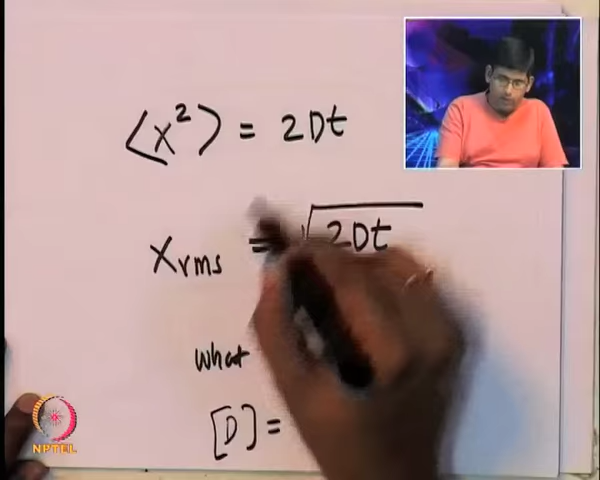 ⟨x²⟩ = 2Dt
Xrms = √2Dt
what
[D] =
NPTEL